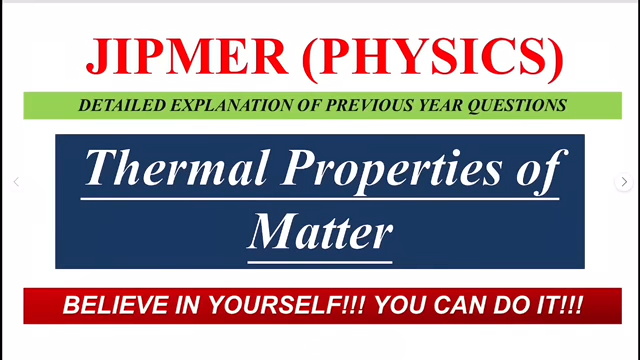 JIPMER (PHYSICS)
DETAILED EXPLANATION OF PREVIOUS YEAR QUESTIONS
Thermal Properties of
Matter
BELIEVE IN YOURSELF!!! YOU CAN DO IT!!!